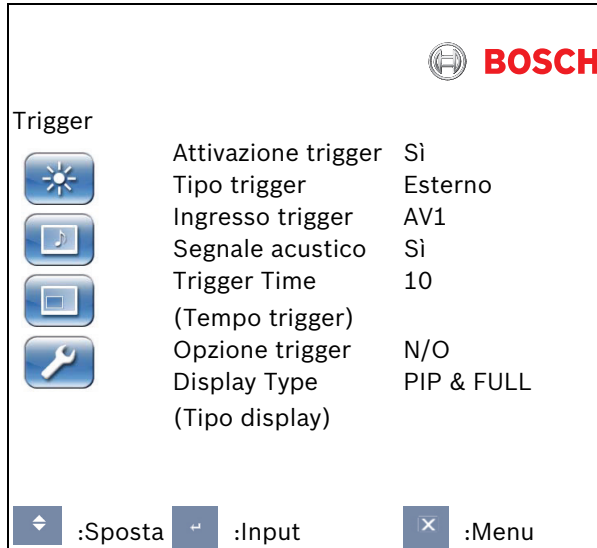 BOSCH
Trigger
Attivazione trigger Sì
Tipo trigger Esterno
Ingresso trigger AV1
Segnale acustico Sì
Trigger Time 10
(Tempo trigger)
Opzione trigger N/O
Display Type PIP & FULL
(Tipo display)
:Sposta :Input :Menu